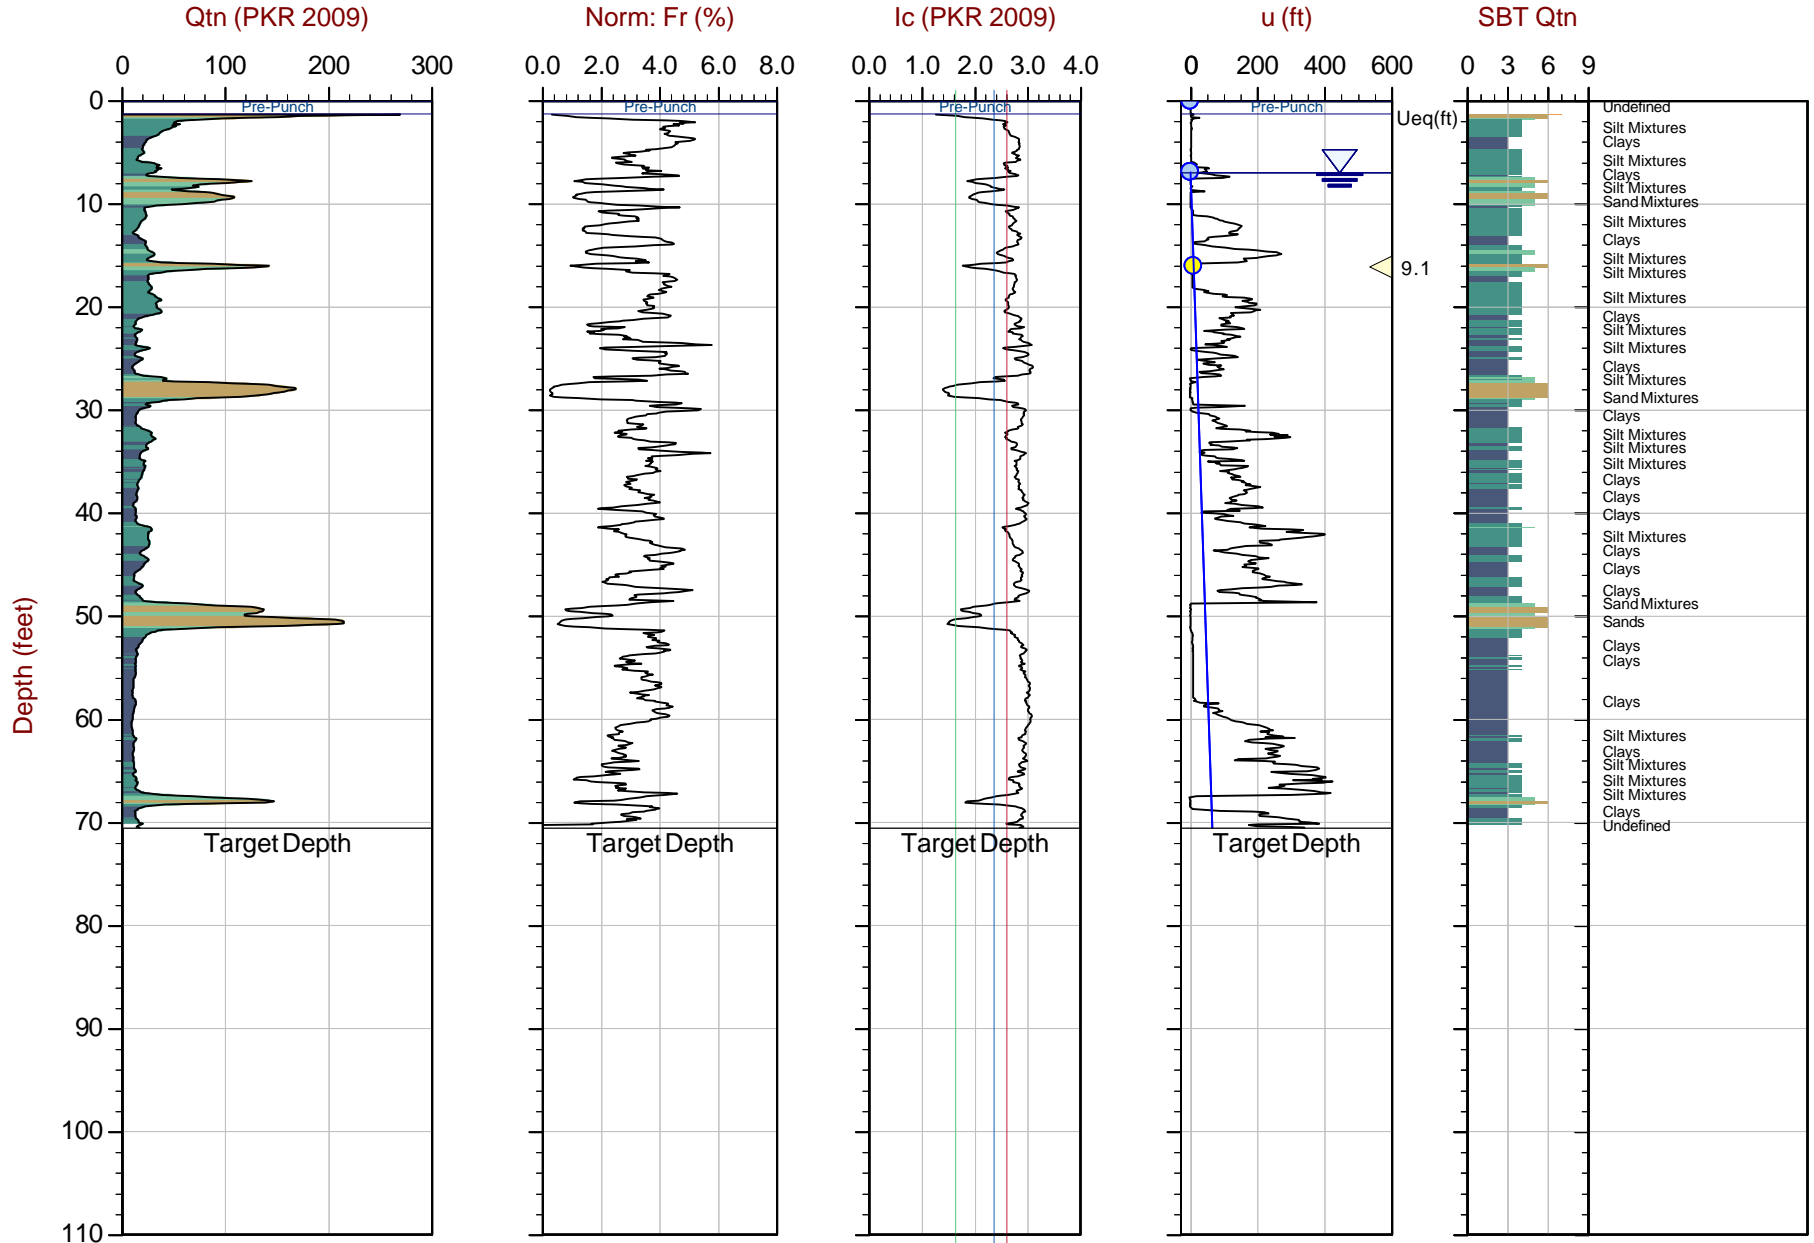 Qtn (PKR 2009) Norm: Fr (%) Ic (PKR 2009) u (ft) SBT Qtn
0 100 200 300 0.0 2.0 4.0 6.0 8.0 0.0 1.0 2.0 3.0 4.0 0 200 400 600 0 3 6 9
Pre-Punch Pre-Punch Pre-Punch Pre-Punch
Ueq(ft)
9.1
Depth (feet)
0
10
20
30
40
50
60
70
80
90
100
110
Undefined
Silt Mixtures
Clays
Silt Mixtures
Clays
Silt Mixtures
Sand Mixtures
Silt Mixtures
Clays
Silt Mixtures
Silt Mixtures
Silt Mixtures
Clays
Silt Mixtures
Silt Mixtures
Clays
Silt Mixtures
Sand Mixtures
Clays
Silt Mixtures
Silt Mixtures
Silt Mixtures
Clays
Clays
Clays
Silt Mixtures
Clays
Clays
Clays
Sand Mixtures
Sands
Clays
Clays
Clays
Silt Mixtures
Clays
Silt Mixtures
Silt Mixtures
Silt Mixtures
Clays
Undefined
Target Depth Target Depth Target Depth Target Depth